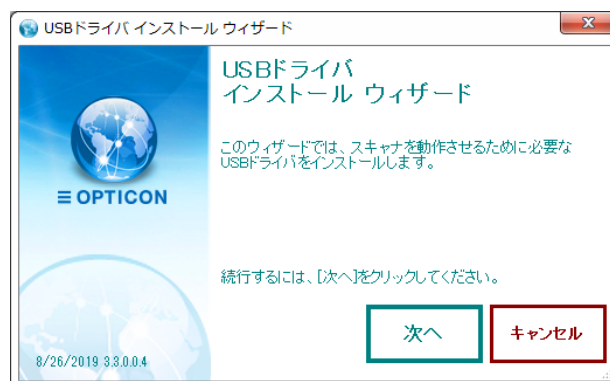 USBドライバ インストール ウィザード
USBドライバ
インストール ウィザード
このウィザードでは、スキャナを動作させるために必要な
USBドライバをインストールします。
OPTICON
続行するには、[次へ]をクリックしてください。
次へ
キャンセル
8/26/2019 3.3.0.0.4